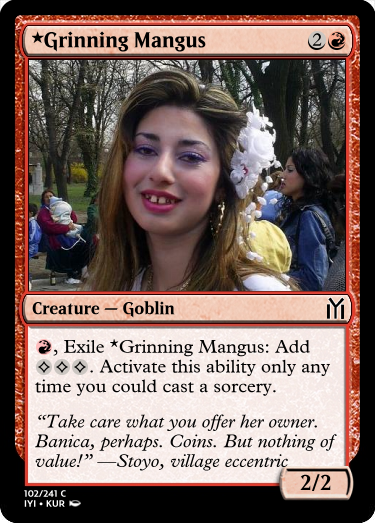 ★Grinning Mangus 2
Creature — Goblin
, Exile ★Grinning Mangus: Add
. Activate this ability only any
time you could cast a sorcery.
“Take care what you offer her owner.
Banica, perhaps. Coins. But nothing of
value!” —Stoyo, village eccentric
2/2
102/241 C
IYI • KUR